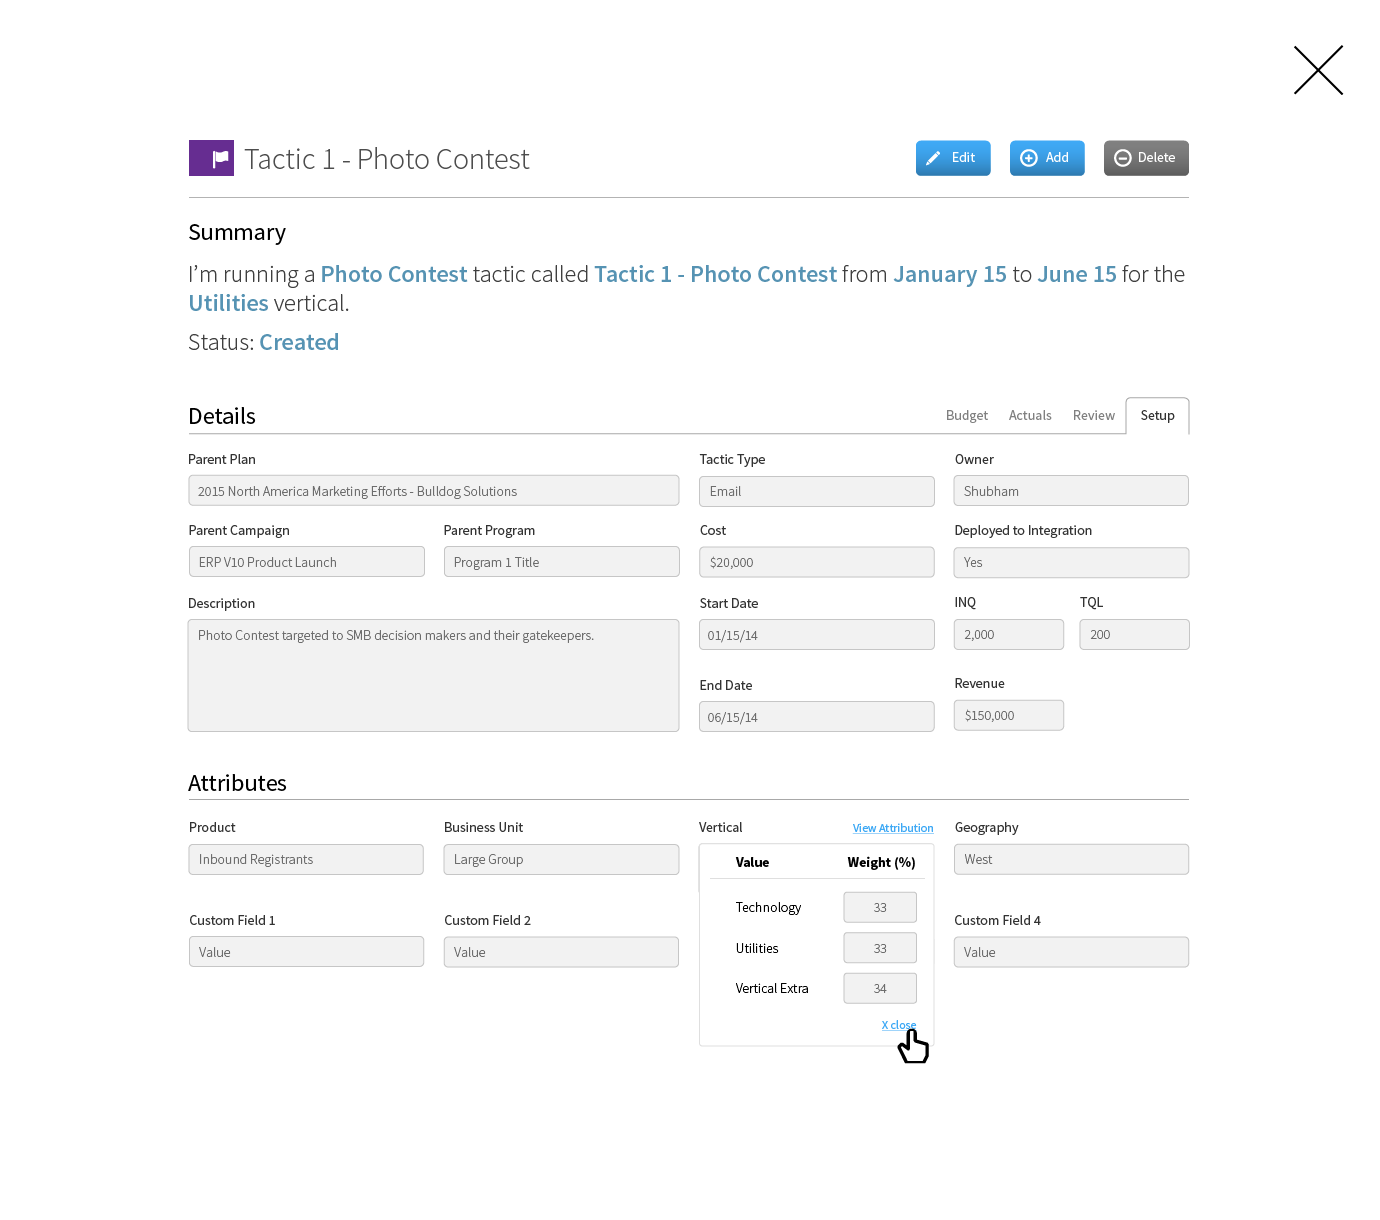 Tactic 1 - Photo Contest
Edit
Add
Delete
Summary
I'm running a Photo Contest tactic called Tactic 1 - Photo Contest from January 15 to June 15 for the
Utilities vertical.
Status: Created
Details
Budget
Actuals
Review
Setup
Parent Plan
Tactic Type
Owner
2015 North America Marketing Efforts - Bulldog Solutions
Email
Shubham
Parent Campaign
Parent Program
Cost
Deployed to Integration
ERP V10 Product Launch
Program 1 Title
$20,000
Yes
Description
Start Date
INQ
TQL
Photo Contest targeted to SMB decision makers and their gatekeepers.
01/15/14
2,000
200
End Date
Revenue
06/15/14
$150,000
Attributes
Product
Business Unit
Vertical
View Attribution
Geography
Inbound Registrants
Large Group
Value
Weight (%)
West
Technology
33
Custom Field 1
Custom Field 2
Custom Field 4
Value
Value
Utilities
33
Value
Vertical Extra
34
X close